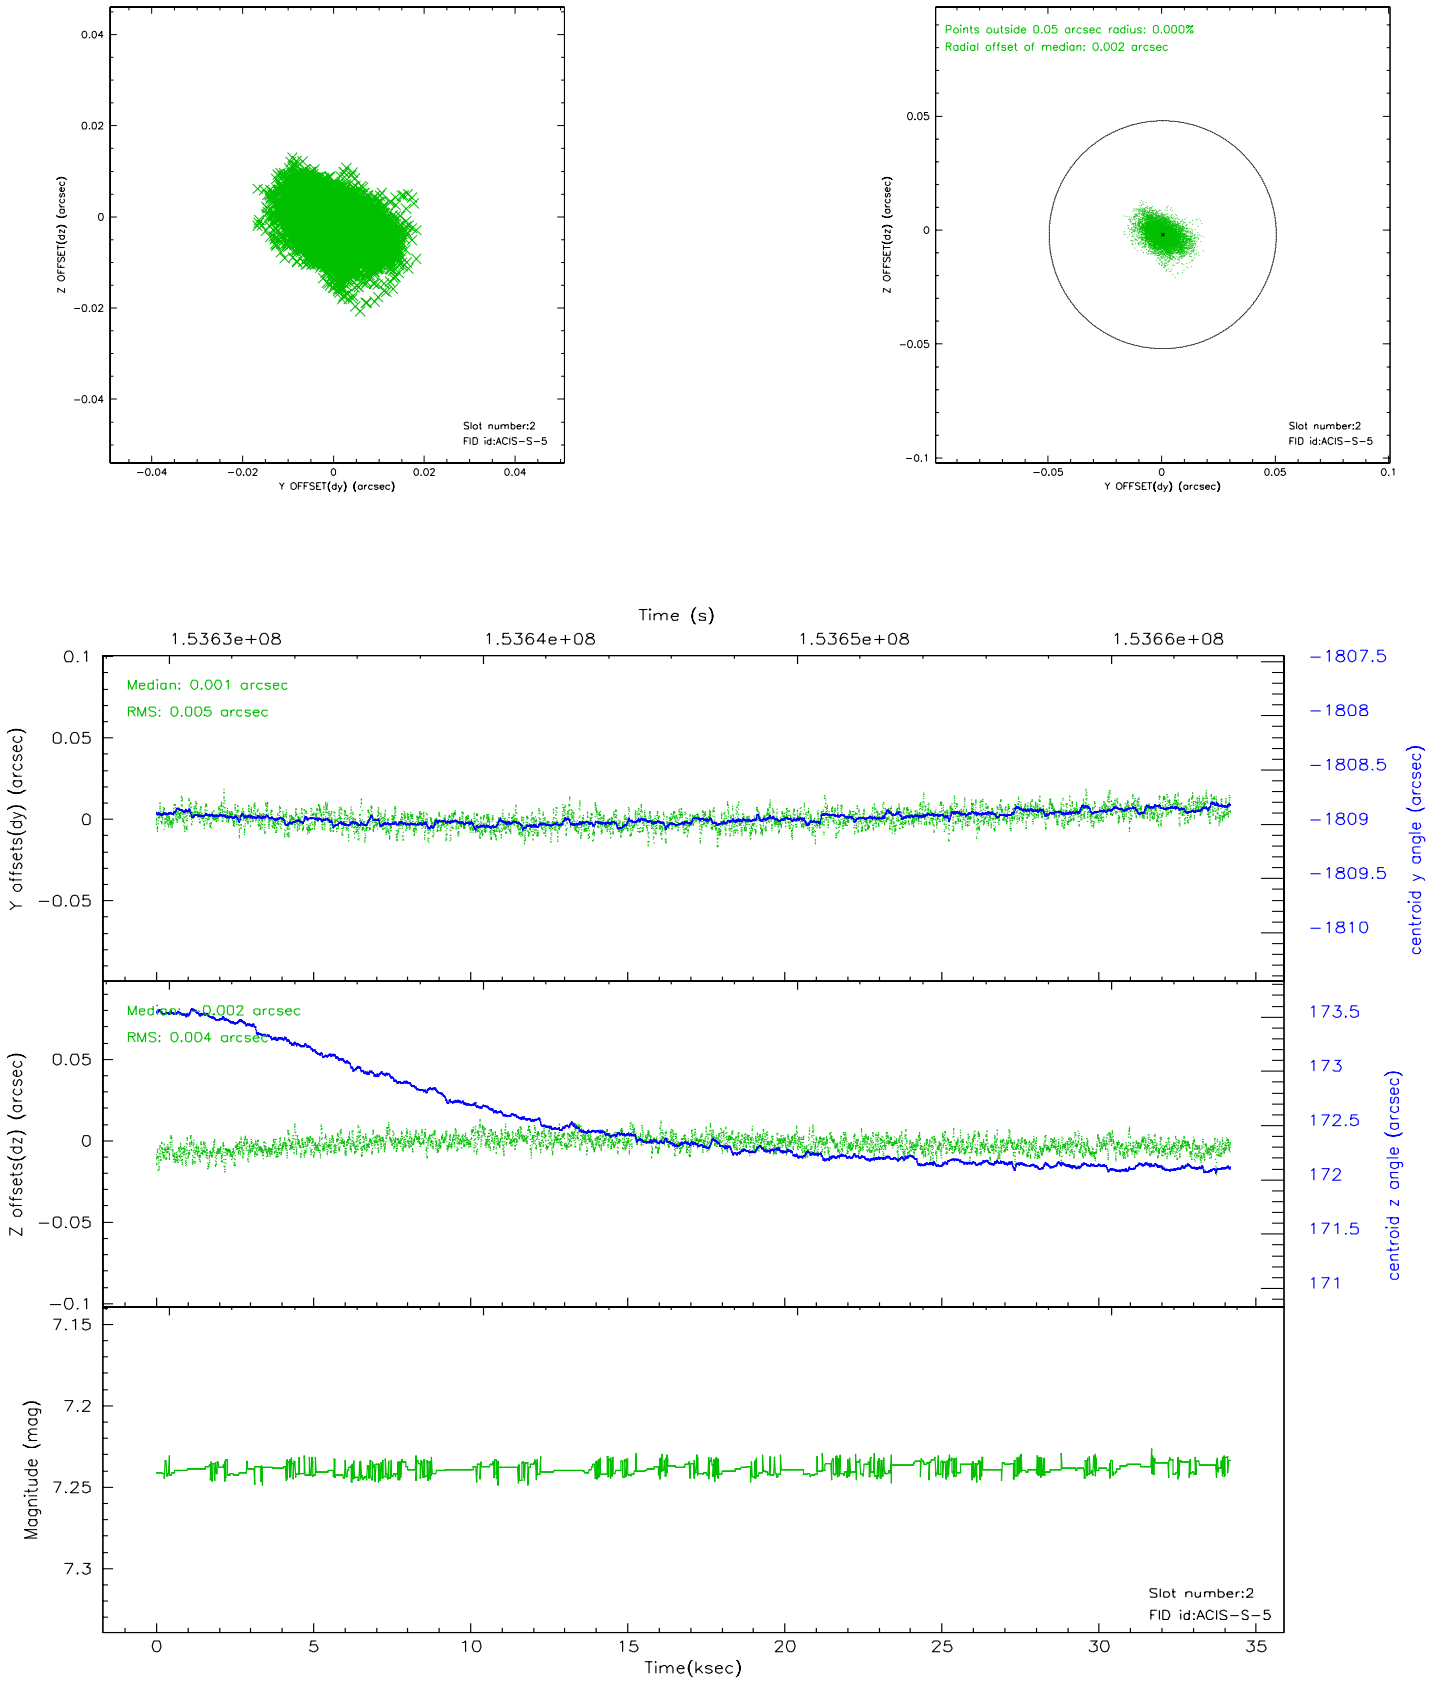 0.04
0.02
0
−0.02
−0.04
Z OFFSET(dz) (arcsec)
Slot number:2
FID id:ACIS−S−5
−0.04
−0.02
0
0.02
0.04
Y OFFSET(dy) (arcsec)
Points outside 0.05 arcsec radius: 0.000%
Radial offset of median: 0.002 arcsec
0.05
0
−0.05
−0.1
Z OFFSET(dz) (arcsec)
Slot number:2
FID id:ACIS−S−5
−0.05
0
0.05
0.1
Y OFFSET(dy) (arcsec)
Time (s)
1.5363e+08
1.5364e+08
1.5365e+08
1.5366e+08
0.1
0.05
0
−0.05
Y offsets(dy) (arcsec)
Median: 0.001 arcsec
RMS: 0.005 arcsec
−1807.5
−1808
−1808.5
−1809
−1809.5
−1810
centroid y angle (arcsec)
0.05
0
−0.05
−0.1
Z offsets(dz) (arcsec)
Median: −0.002 arcsec
RMS: 0.004 arcsec
173.5
173
172.5
172
171.5
171
centroid z angle (arcsec)
7.15
7.2
7.25
7.3
Magnitude (mag)
Slot number:2
FID id:ACIS−S−5
0
5
10
15
20
25
30
35
Time(ksec)